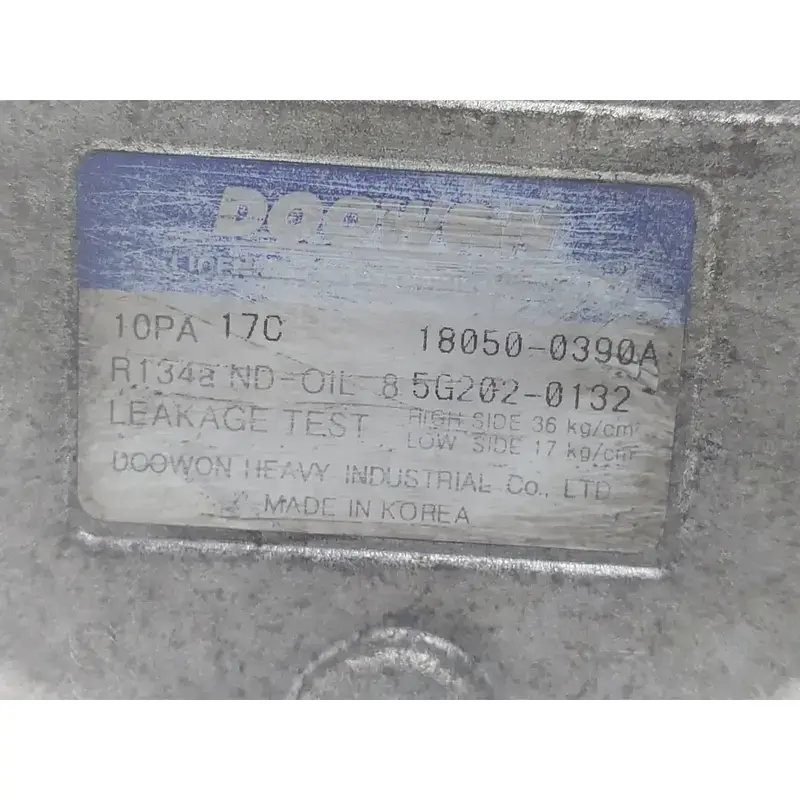 DOOWON
10PA 17C 18050-0390A
R134a ND-OIL 8 5G202-0132
LEAKAGE TEST HIGH SIDE 36 kg/cm²
LOW SIDE 17 kg/cm²
DOOWON HEAVY INDUSTRIAL Co., LTD
MADE IN KOREA